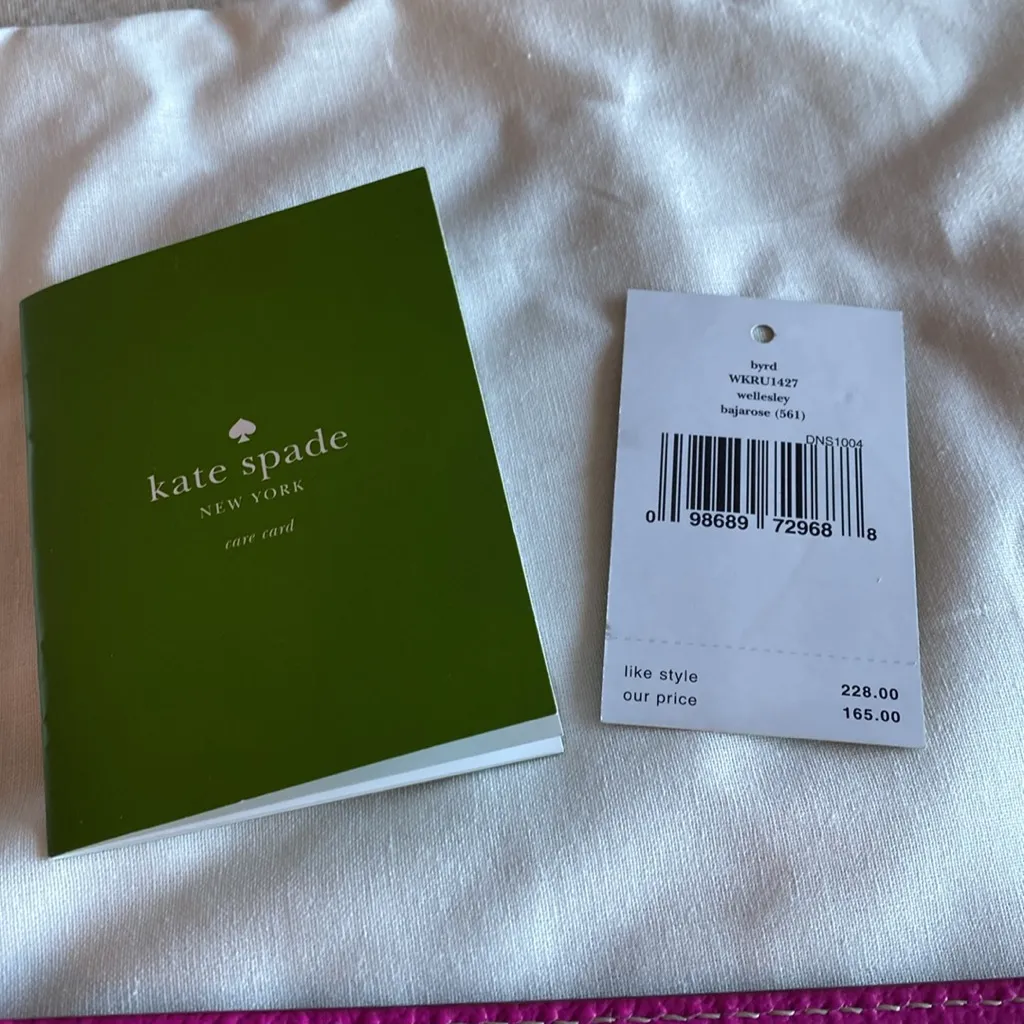 kate spade
NEW YORK
care card
byrd
WKRU1427
wellesley
bajarose (561)
DNS1004
0 98689 72968 8
like style 228.00
our price 165.00